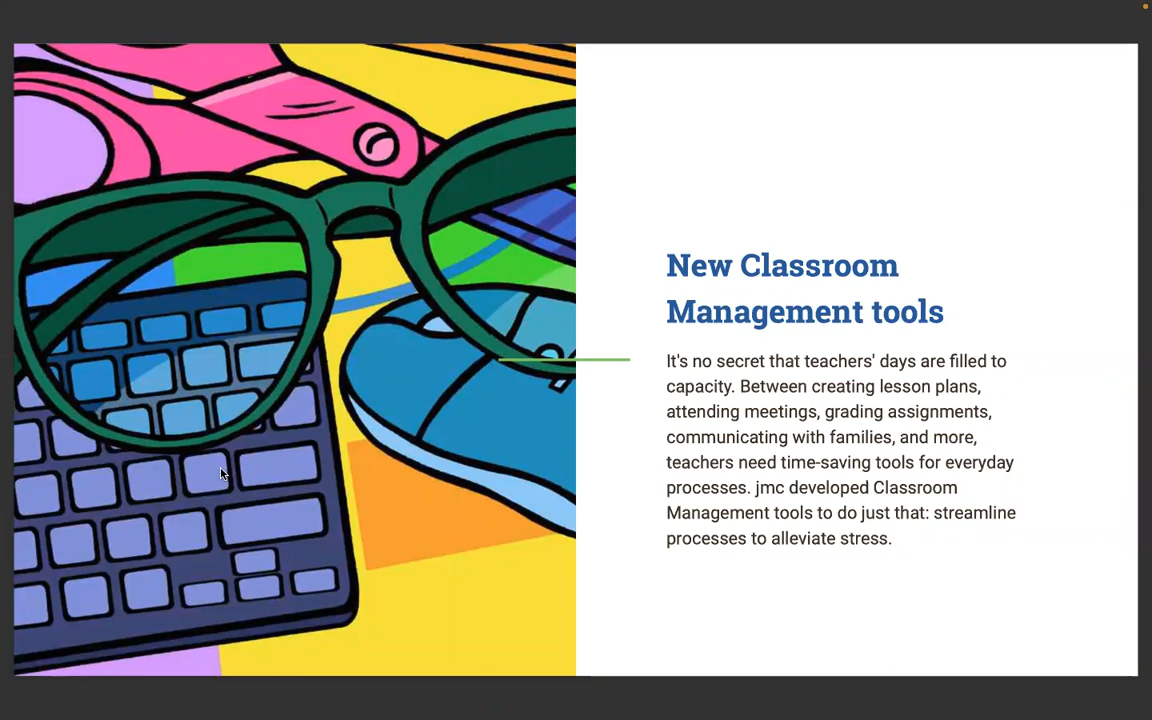 New Classroom
Management tools
It's no secret that teachers' days are filled to
capacity. Between creating lesson plans,
attending meetings, grading assignments,
communicating with families, and more,
teachers need time-saving tools for everyday
processes. jmc developed Classroom
Management tools to do just that: streamline
processes to alleviate stress.